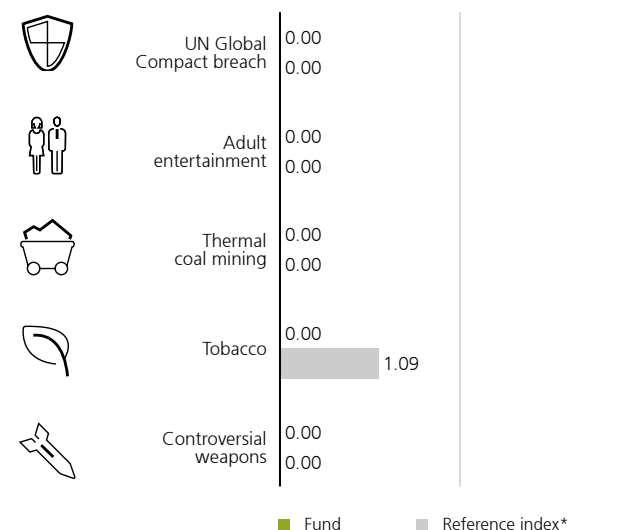 UN Global
Compact breach
0.00
0.00
Adult
entertainment
0.00
0.00
Thermal
coal mining
0.00
0.00
Tobacco
0.00
1.09
Controversial
weapons
0.00
0.00
Fund
Reference index*